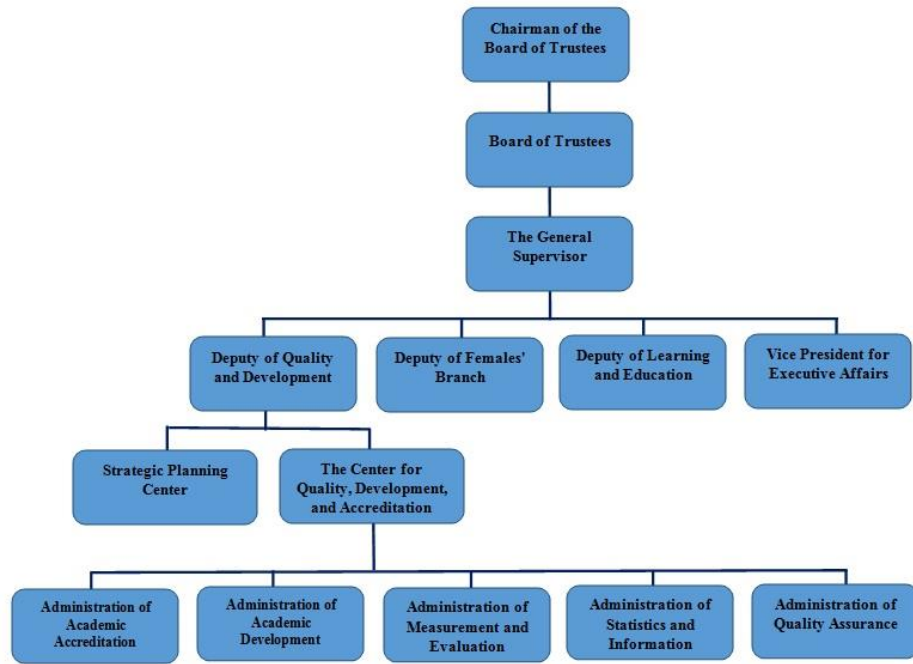 Chairman of the
Board of Trustees
Board of Trustees
The General
Supervisor
Deputy of Quality
and Development
Deputy of Females'
Branch
Deputy of Learning
and Education
Vice President for
Executive Affairs
Strategic Planning
Center
The Center for
Quality, Development,
and Accreditation
Administration of
Academic
Accreditation
Administration of
Academic
Development
Administration of
Measurement and
Evaluation
Administration of
Statistics and
Information
Administration of
Quality Assurance